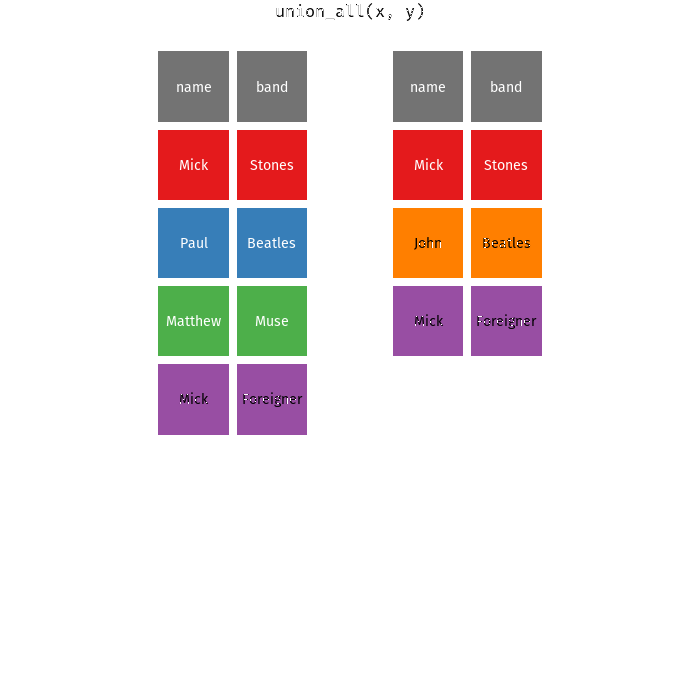 union_all(x, y)
name band name band
Mick Stones Mick Stones
Paul Beatles John Beatles
Matthew Muse Mick Foreigner
Mick Foreigner